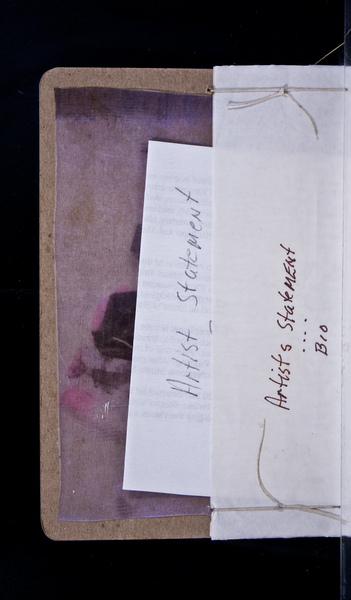 Artist Statement
Artist s Statement
....
Bio